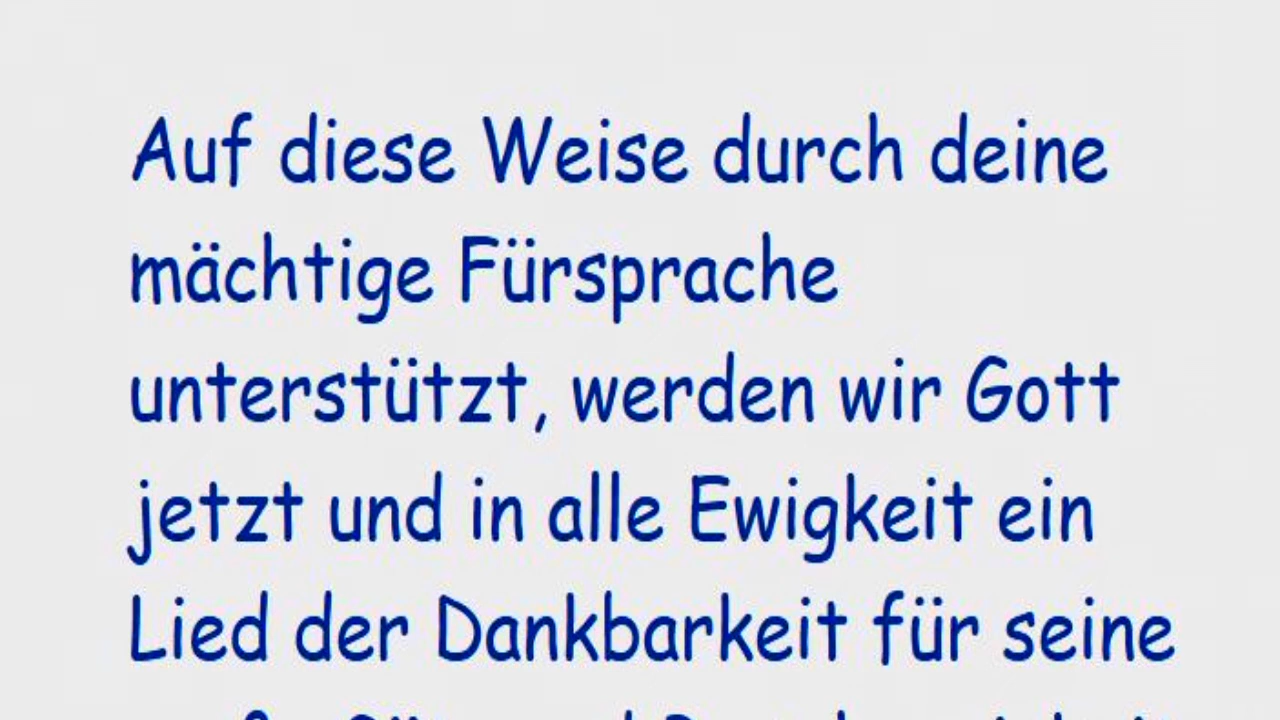 Auf diese Weise durch deine
mächtige Fürsprache
unterstützt, werden wir Gott
jetzt und in alle Ewigkeit ein
Lied der Dankbarkeit für seine